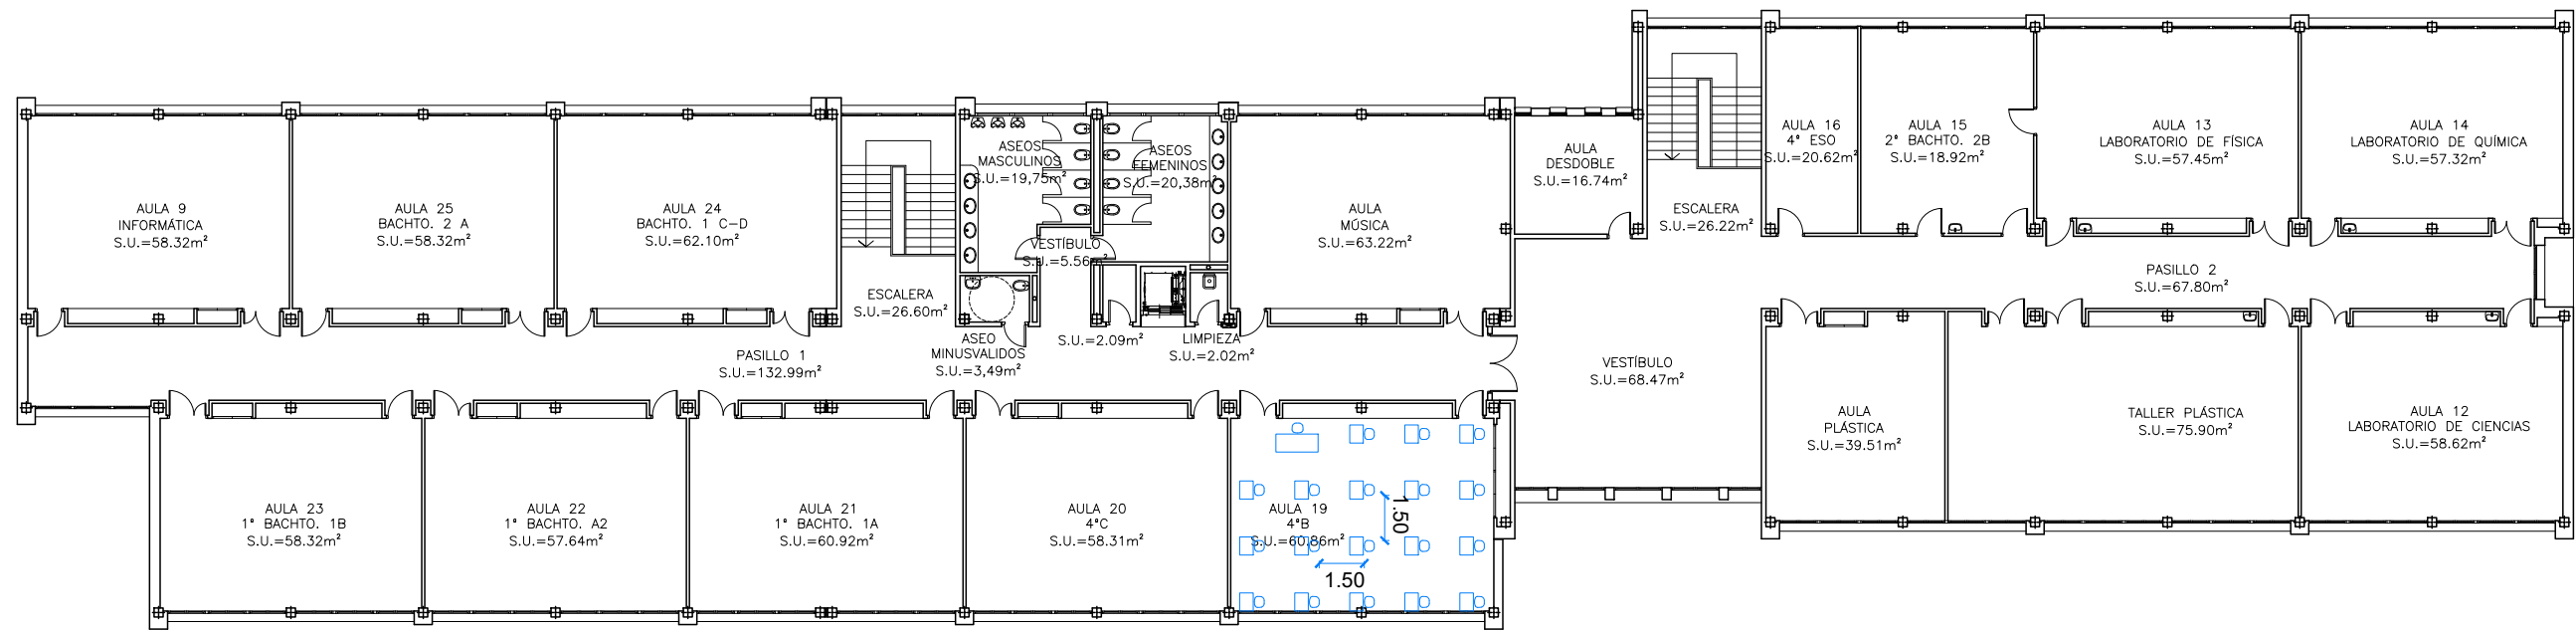 AULA 9
INFORMÁTICA
S.U.=58.32m²
AULA 25
BACHTO. 2 A
S.U.=58.32m²
AULA 24
BACHTO. 1 C-D
S.U.=62.10m²
ESCALERA
S.U.=26.60m²
ASEOS
MASCULINOS
S.U.=19,75m²
ASEOS
FEMENINOS
S.U.=20,38m²
VESTÍBULO
S.U.=5.56m²
AULA
MÚSICA
S.U.=63.22m²
AULA
DESDOBLE
S.U.=16.74m²
ESCALERA
S.U.=26.22m²
AULA 16
4º ESO
S.U.=20.62m²
AULA 15
2º BACHTO. 2B
S.U.=18.92m²
AULA 13
LABORATORIO DE FÍSICA
S.U.=57.45m²
AULA 14
LABORATORIO DE QUÍMICA
S.U.=57.32m²
PASILLO 1
S.U.=132.99m²
ASEO
MINUSVALIDOS
S.U.=3,49m²
S.U.=2.09m²
LIMPIEZA
S.U.=2.02m²
VESTÍBULO
S.U.=68.47m²
PASILLO 2
S.U.=67.80m²
AULA 23
1º BACHTO. 1B
S.U.=58.32m²
AULA 22
1º BACHTO. A2
S.U.=57.64m²
AULA 21
1º BACHTO. 1A
S.U.=60.92m²
AULA 20
4ºC
S.U.=58.31m²
AULA 19
4ºB
S.U.=60.86m²
1.50
1.50
AULA
PLÁSTICA
S.U.=39.51m²
TALLER PLÁSTICA
S.U.=75.90m²
AULA 12
LABORATORIO DE CIENCIAS
S.U.=58.62m²